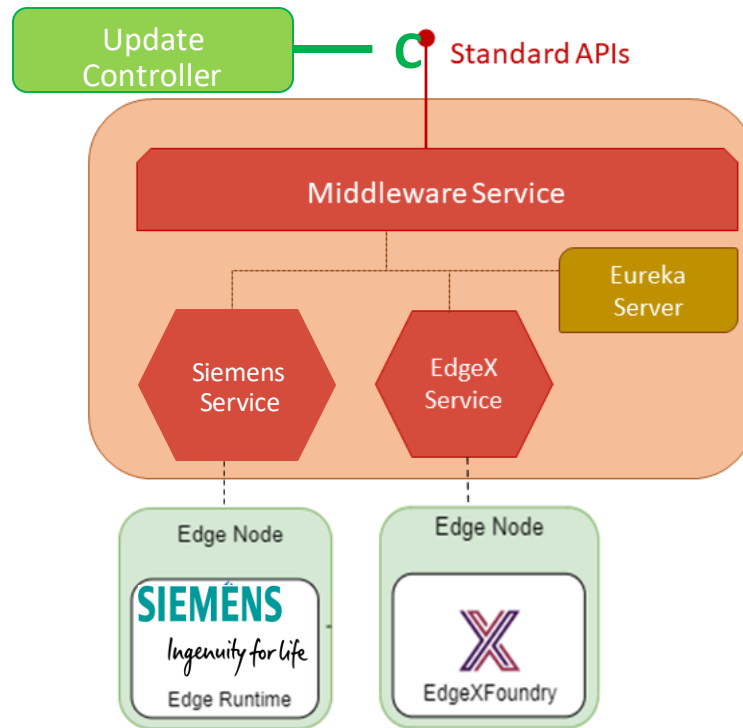 Update
Controller
C
Standard APIs
Middleware Service
Eureka
Server
Siemens
Service
EdgeX
Service
Edge Node
Edge Node
SIEMENS
Ingenuity for life
Edge Runtime
X
EdgeXFoundry